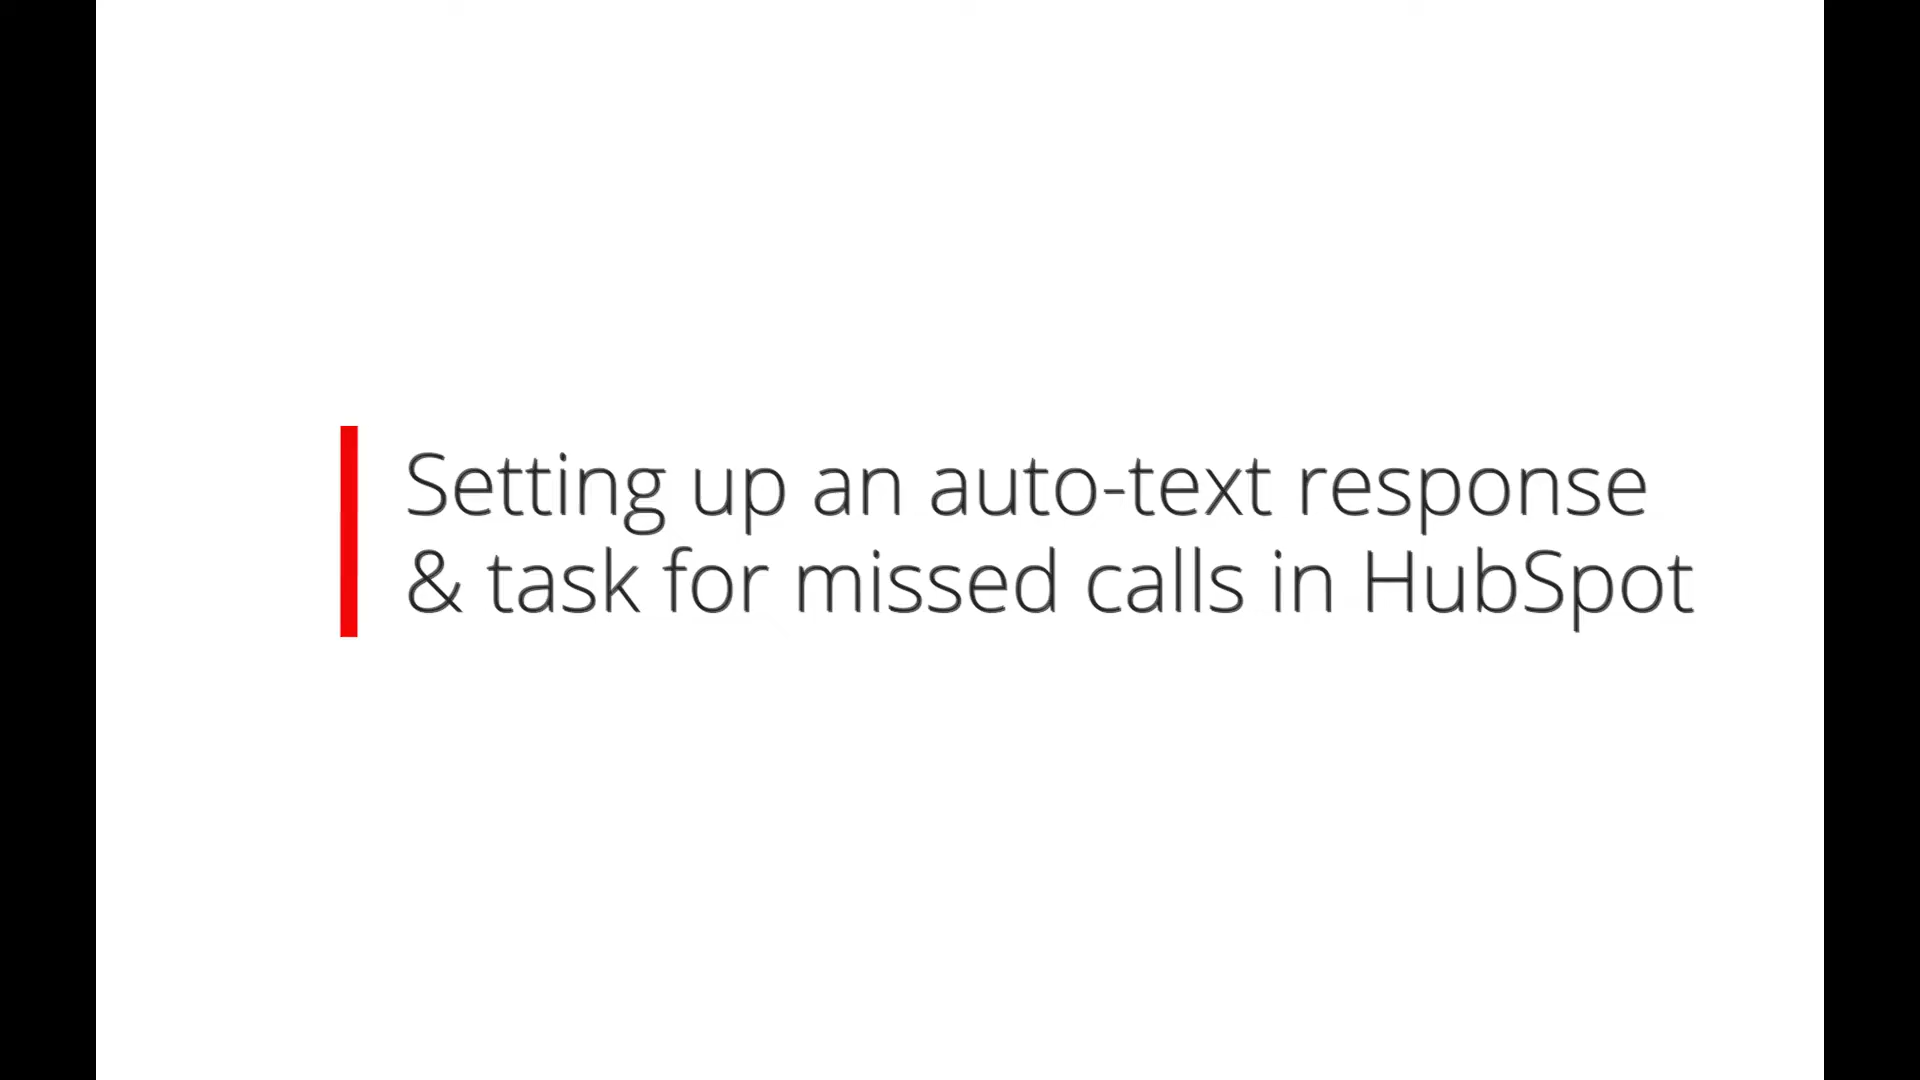 Setting up an auto-text response
& task for missed calls in HubSpot